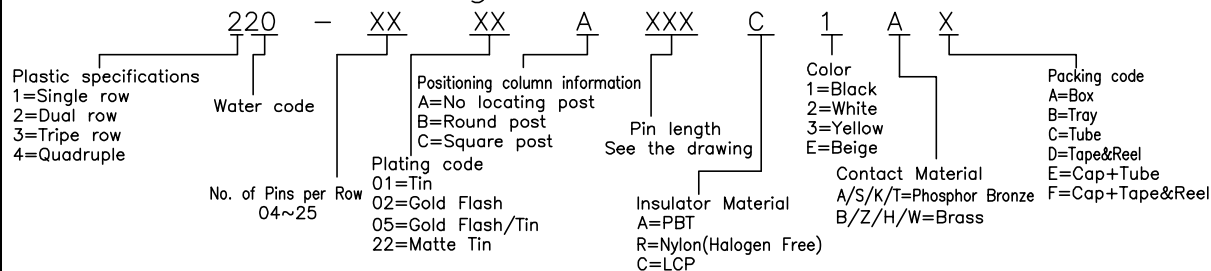 220 - XX XX A XXX C 1 A X
Plastic specifications
1=Single row
2=Dual row
3=Tripe row
4=Quadruple
Water code
No. of Pins per Row
04~25
Positioning column information
A=No locating post
B=Round post
C=Square post
Plating code
01=Tin
02=Gold Flash
05=Gold Flash/Tin
22=Matte Tin
Pin length
See the drawing
Insulator Material
A=PBT
R=Nylon(Halogen Free)
C=LCP
Color
1=Black
2=White
3=Yellow
E=Beige
Contact Material
A/S/K/T=Phosphor Bronze
B/Z/H/W=Brass
Packing code
A=Box
B=Tray
C=Tube
D=Tape&Reel
E=Cap+Tube
F=Cap+Tape&Reel